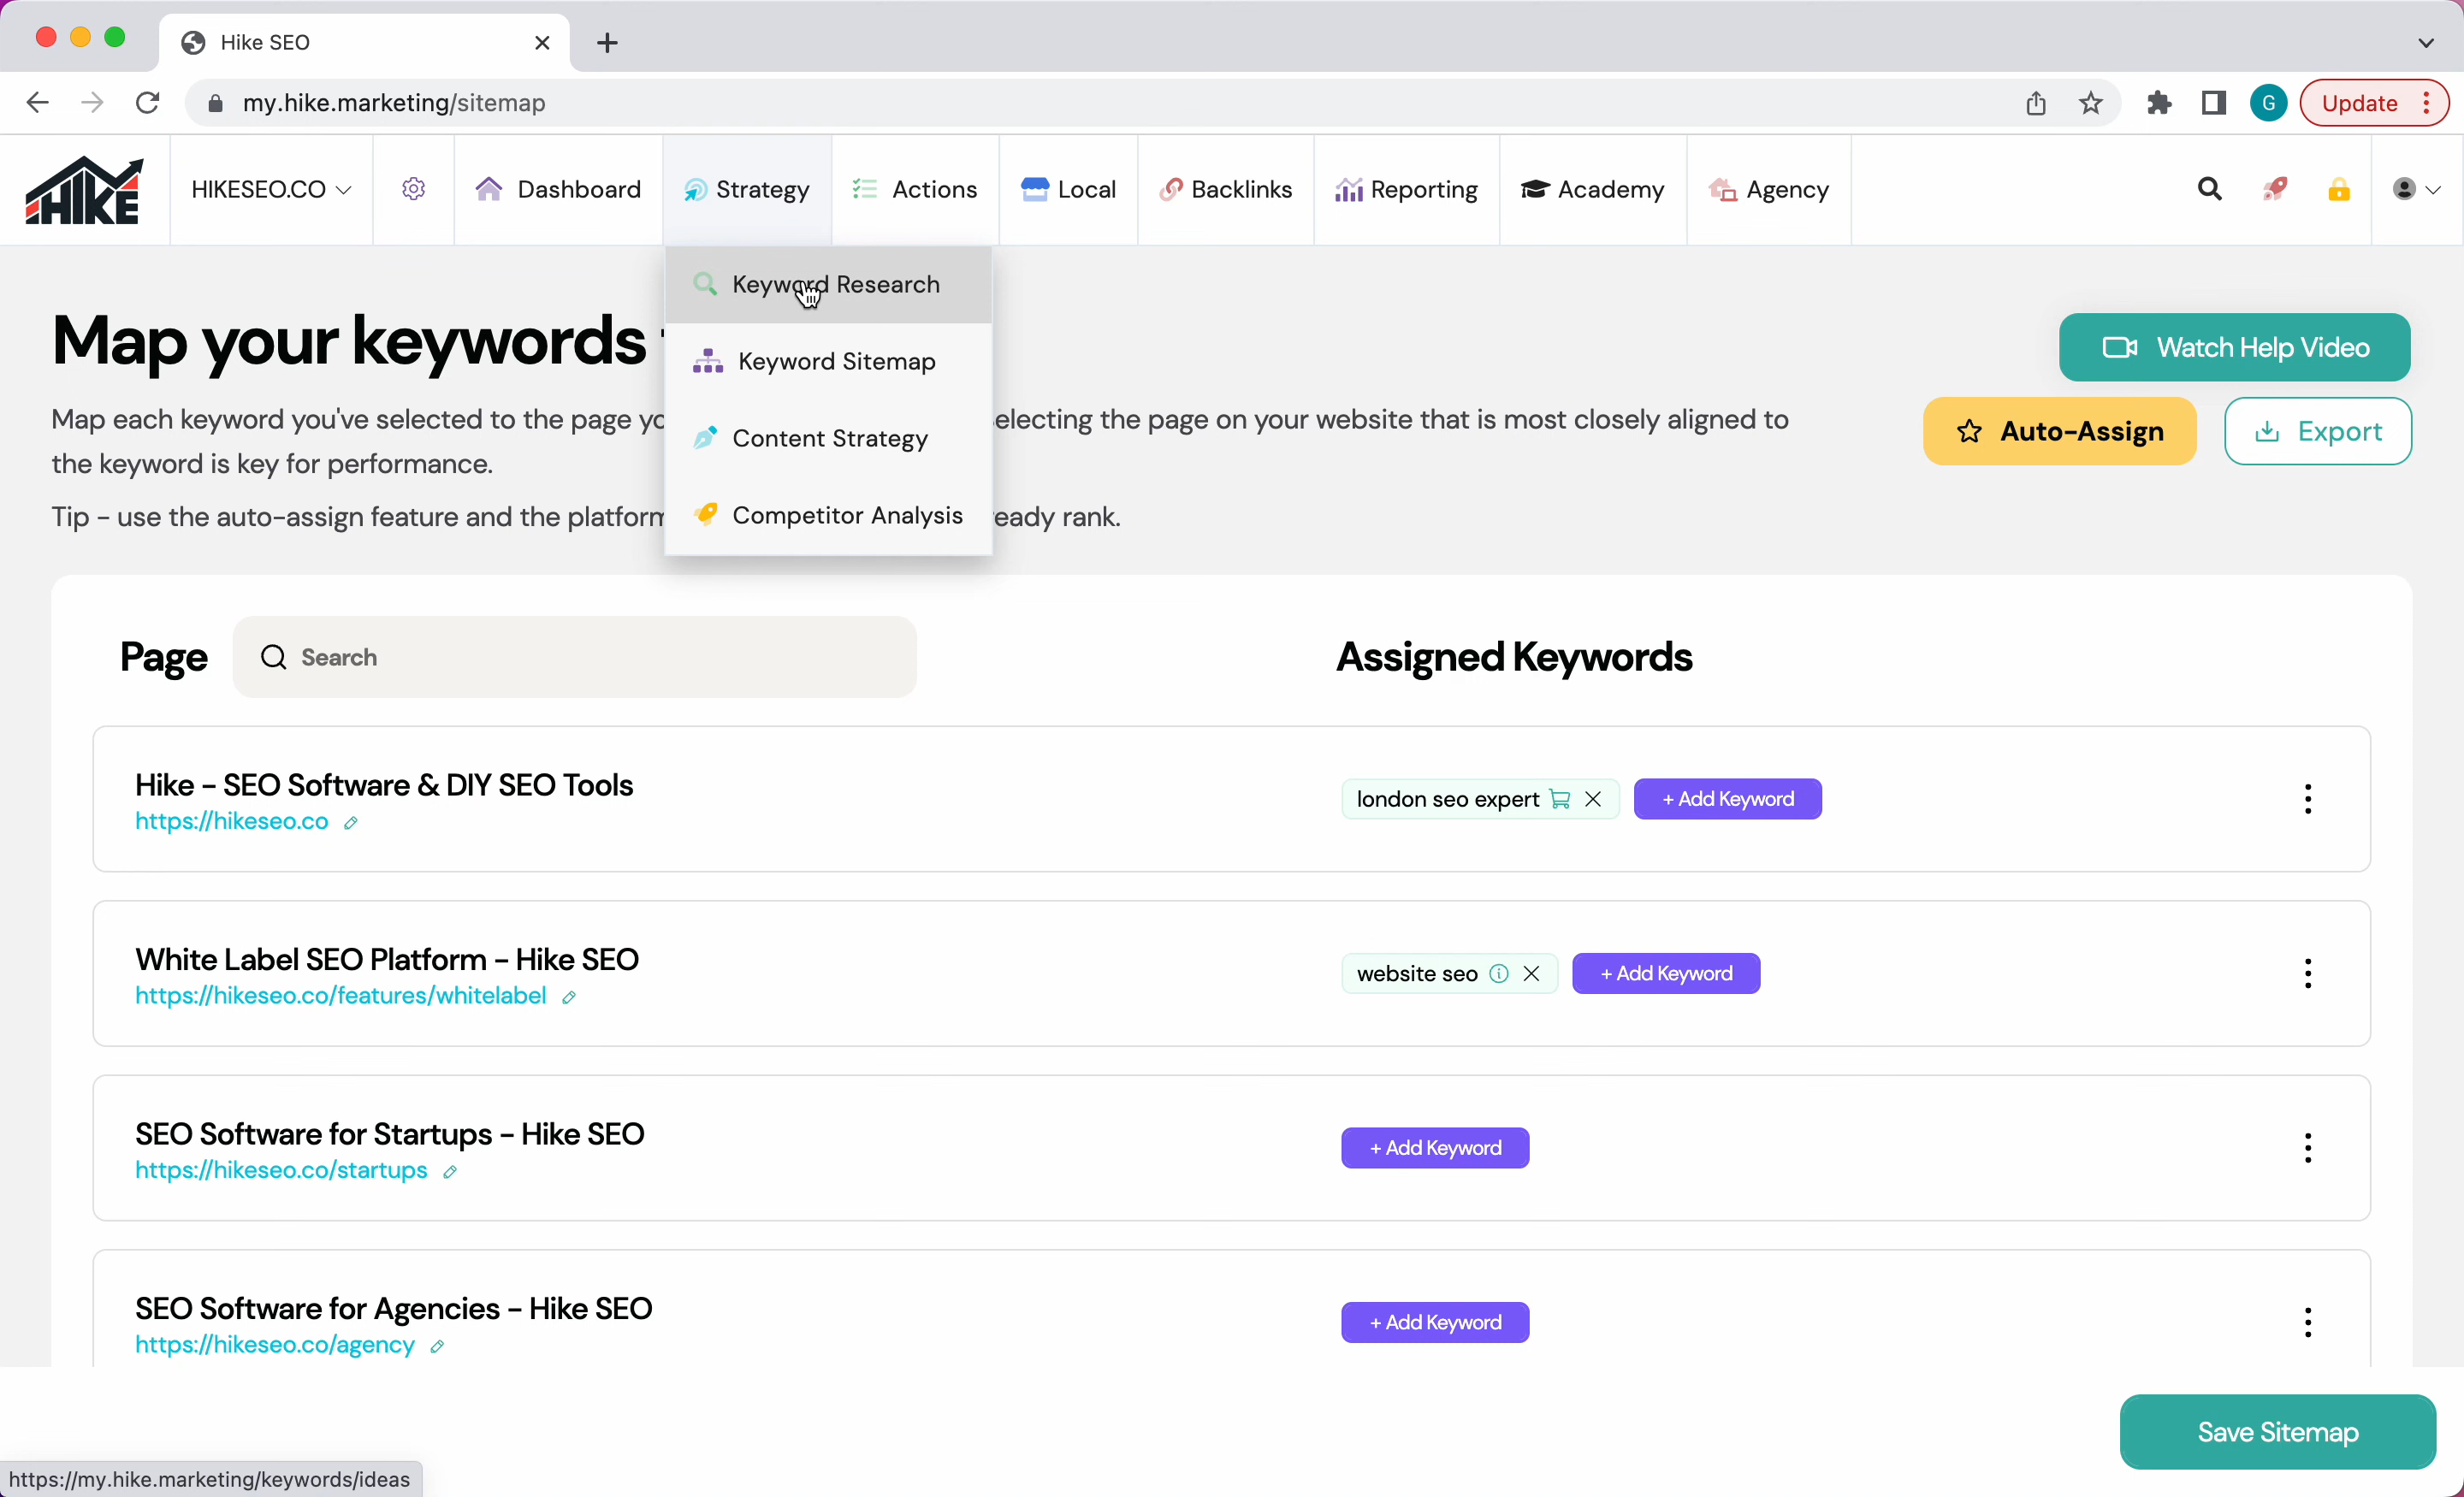 Hike SEO
my.hike.marketing/sitemap
G
Update
HIKE
HIKESEO.CO
Dashboard
Strategy
Actions
Local
Backlinks
Reporting
Academy
Agency
Keyword Research
Keyword Sitemap
Content Strategy
Competitor Analysis
Map your keywords
Watch Help Video
Map each keyword you've selected to the page electing the page on your website that is most closely aligned to
the keyword is key for performance.
Auto-Assign
Export
Tip - use the auto-assign feature and the platform eady rank.
Page
Search
Assigned Keywords
Hike - SEO Software & DIY SEO Tools
https://hikeseo.co
london seo expert
+ Add Keyword
White Label SEO Platform - Hike SEO
https://hikeseo.co/features/whitelabel
website seo
+ Add Keyword
SEO Software for Startups - Hike SEO
https://hikeseo.co/startups
+ Add Keyword
SEO Software for Agencies - Hike SEO
https://hikeseo.co/agency
+ Add Keyword
Save Sitemap
https://my.hike.marketing/keywords/ideas